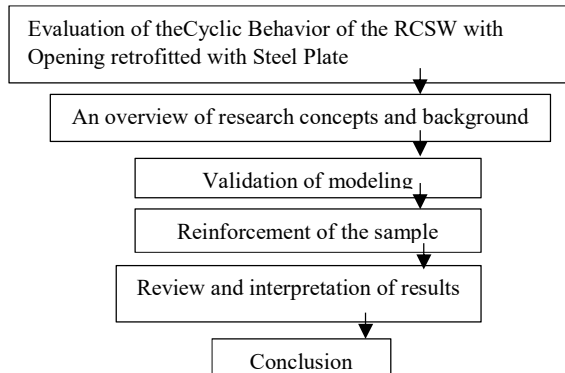 Evaluation of theCyclic Behavior of the RCSW with
Opening retrofitted with Steel Plate
An overview of research concepts and background
Validation of modeling
Reinforcement of the sample
Review and interpretation of results
Conclusion